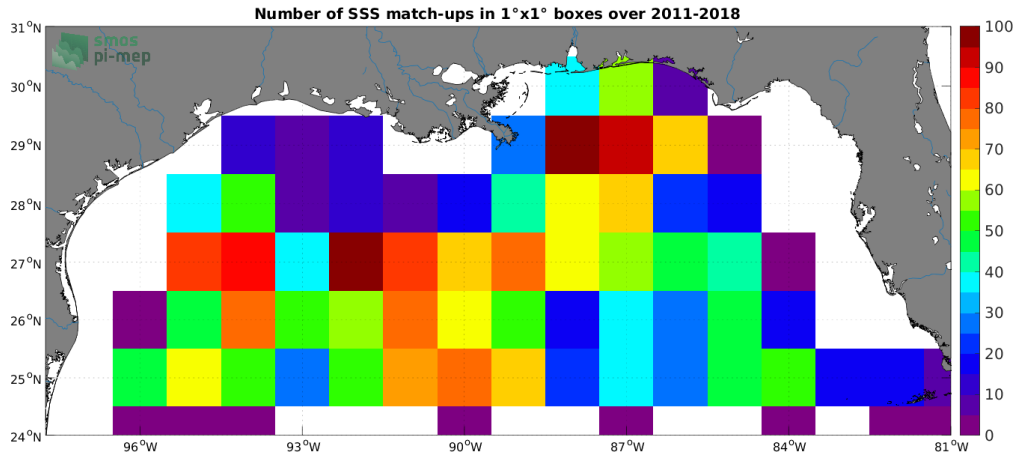 Number of SSS match-ups in 1°x1° boxes over 2011-2018
smos
pi-mep
31°N
30°N
29°N
28°N
27°N
26°N
25°N
24°N
96°W
93°W
90°W
87°W
84°W
81°W
100
90
80
70
60
50
40
30
20
10
0